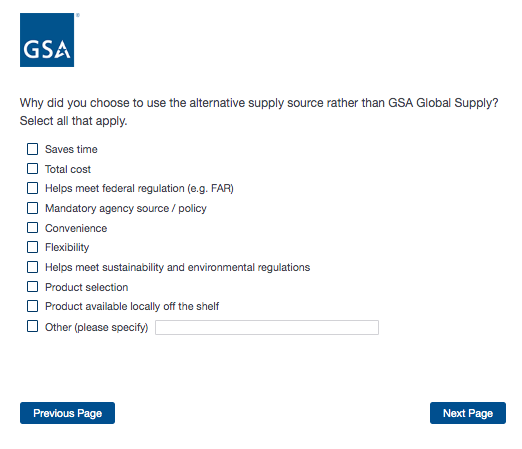 GSA
®
Why did you choose to use the alternative supply source rather than GSA Global Supply?
Select all that apply.
Saves time
Total cost
Helps meet federal regulation (e.g. FAR)
Mandatory agency source / policy
Convenience
Flexibility
Helps meet sustainability and environmental regulations
Product selection
Product available locally off the shelf
Other (please specify)
Previous Page
Next Page